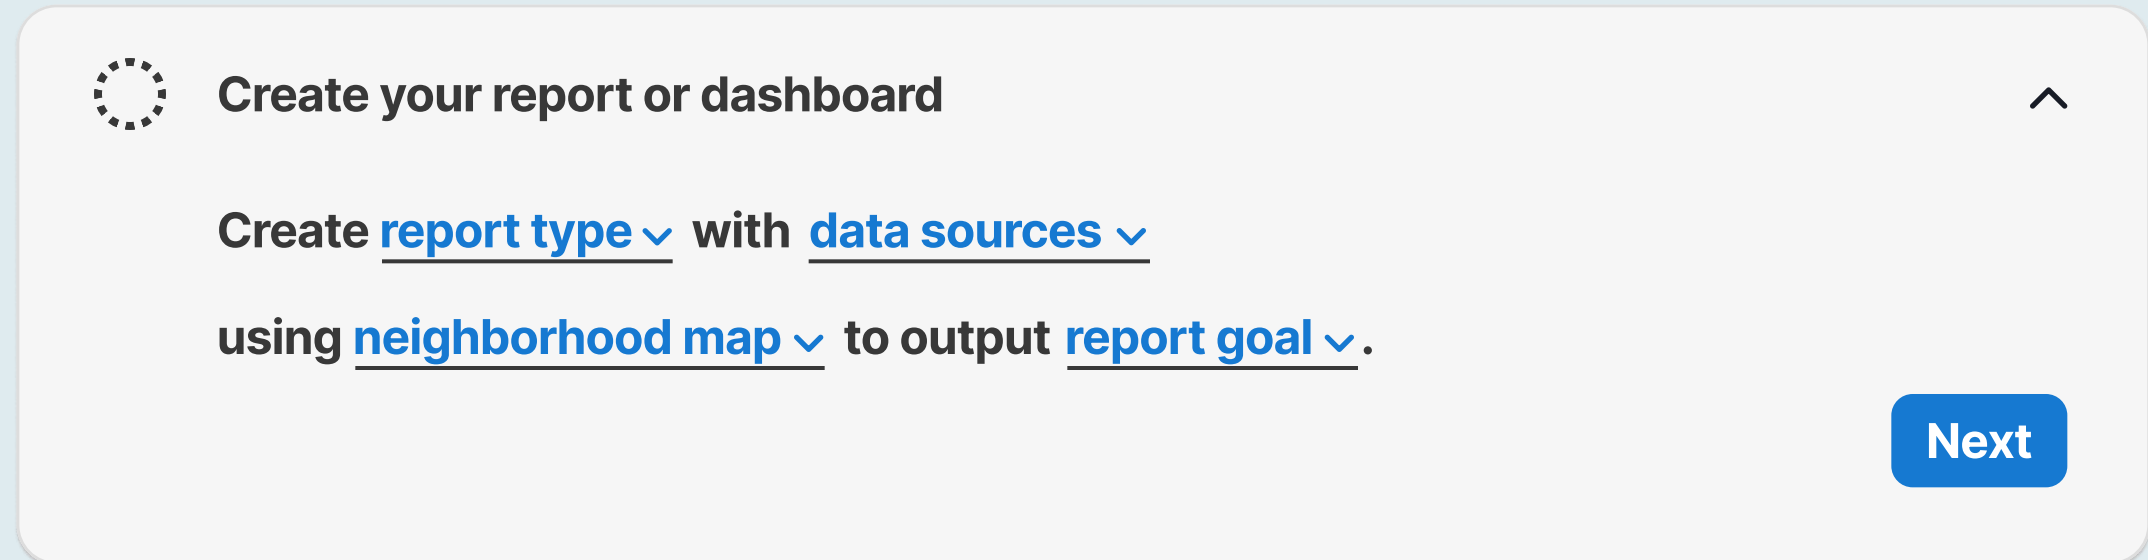 Create your report or dashboard
Create report type with data sources
using neighborhood map to output report goal.
Next